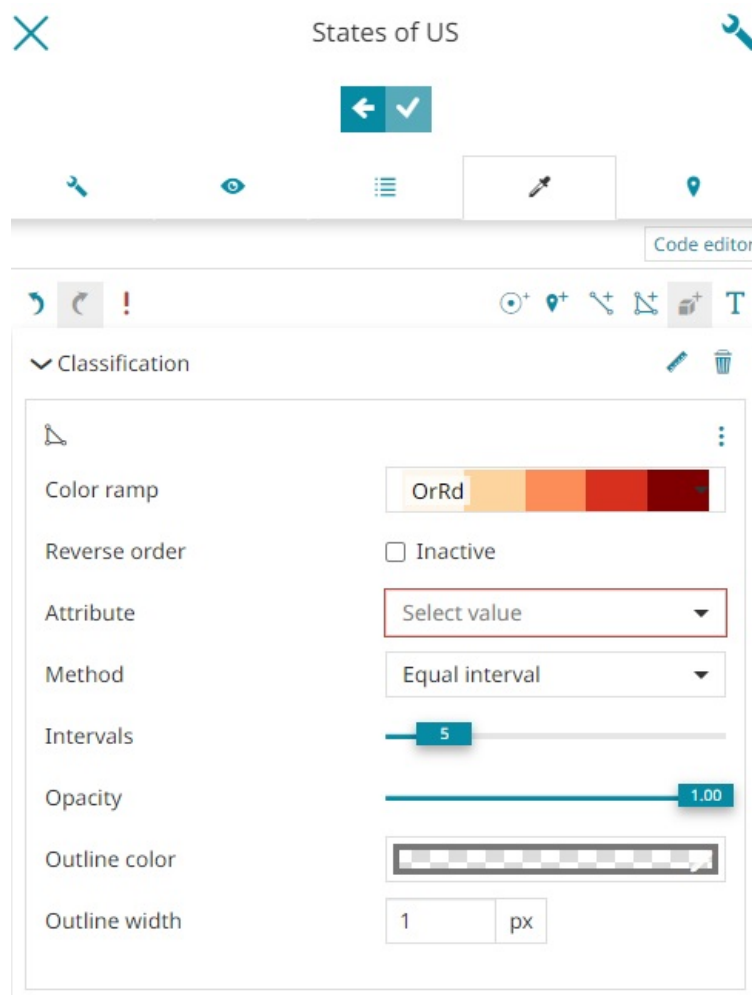 States of US
Code editor
T
Classification
Color ramp
OrRd
Reverse order
Inactive
Attribute
Select value
Method
Equal interval
Intervals
5
Opacity
1.00
Outline color
Outline width
1
px